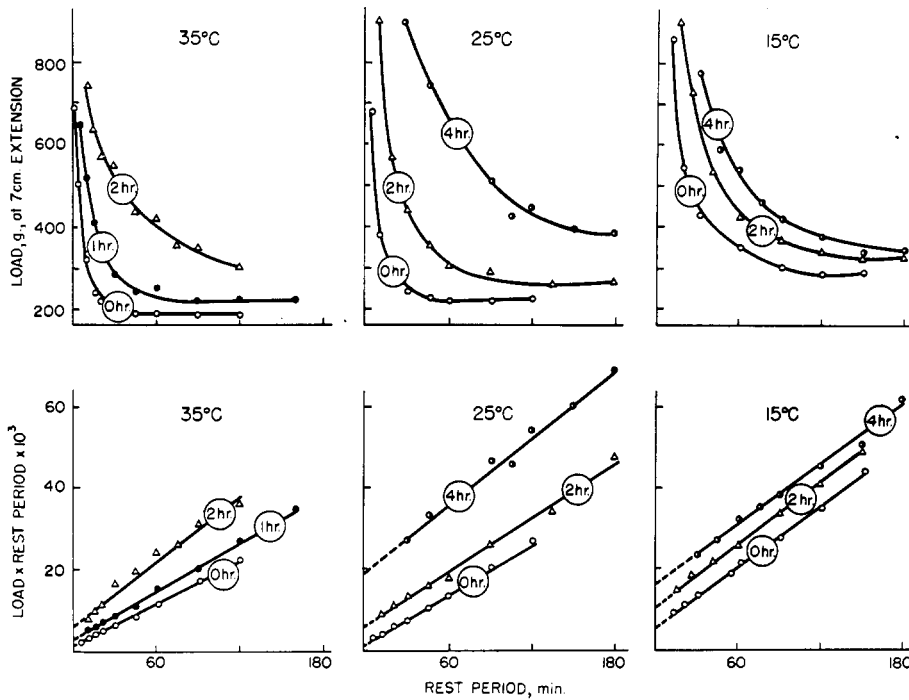 35°C
25°C
15°C
LOAD, g., at 7cm. EXTENSION
800
600
400
200
2hr.
1hr.
0hr.
4hr.
2hr.
0hr.
4hr.
2hr.
0hr.
35°C
25°C
15°C
LOAD x REST PERIOD x 10³
60
40
20
2hr.
1hr.
0hr.
4hr.
2hr.
0hr.
4hr.
2hr.
0hr.
60
180
60
180
60
180
REST PERIOD, min.